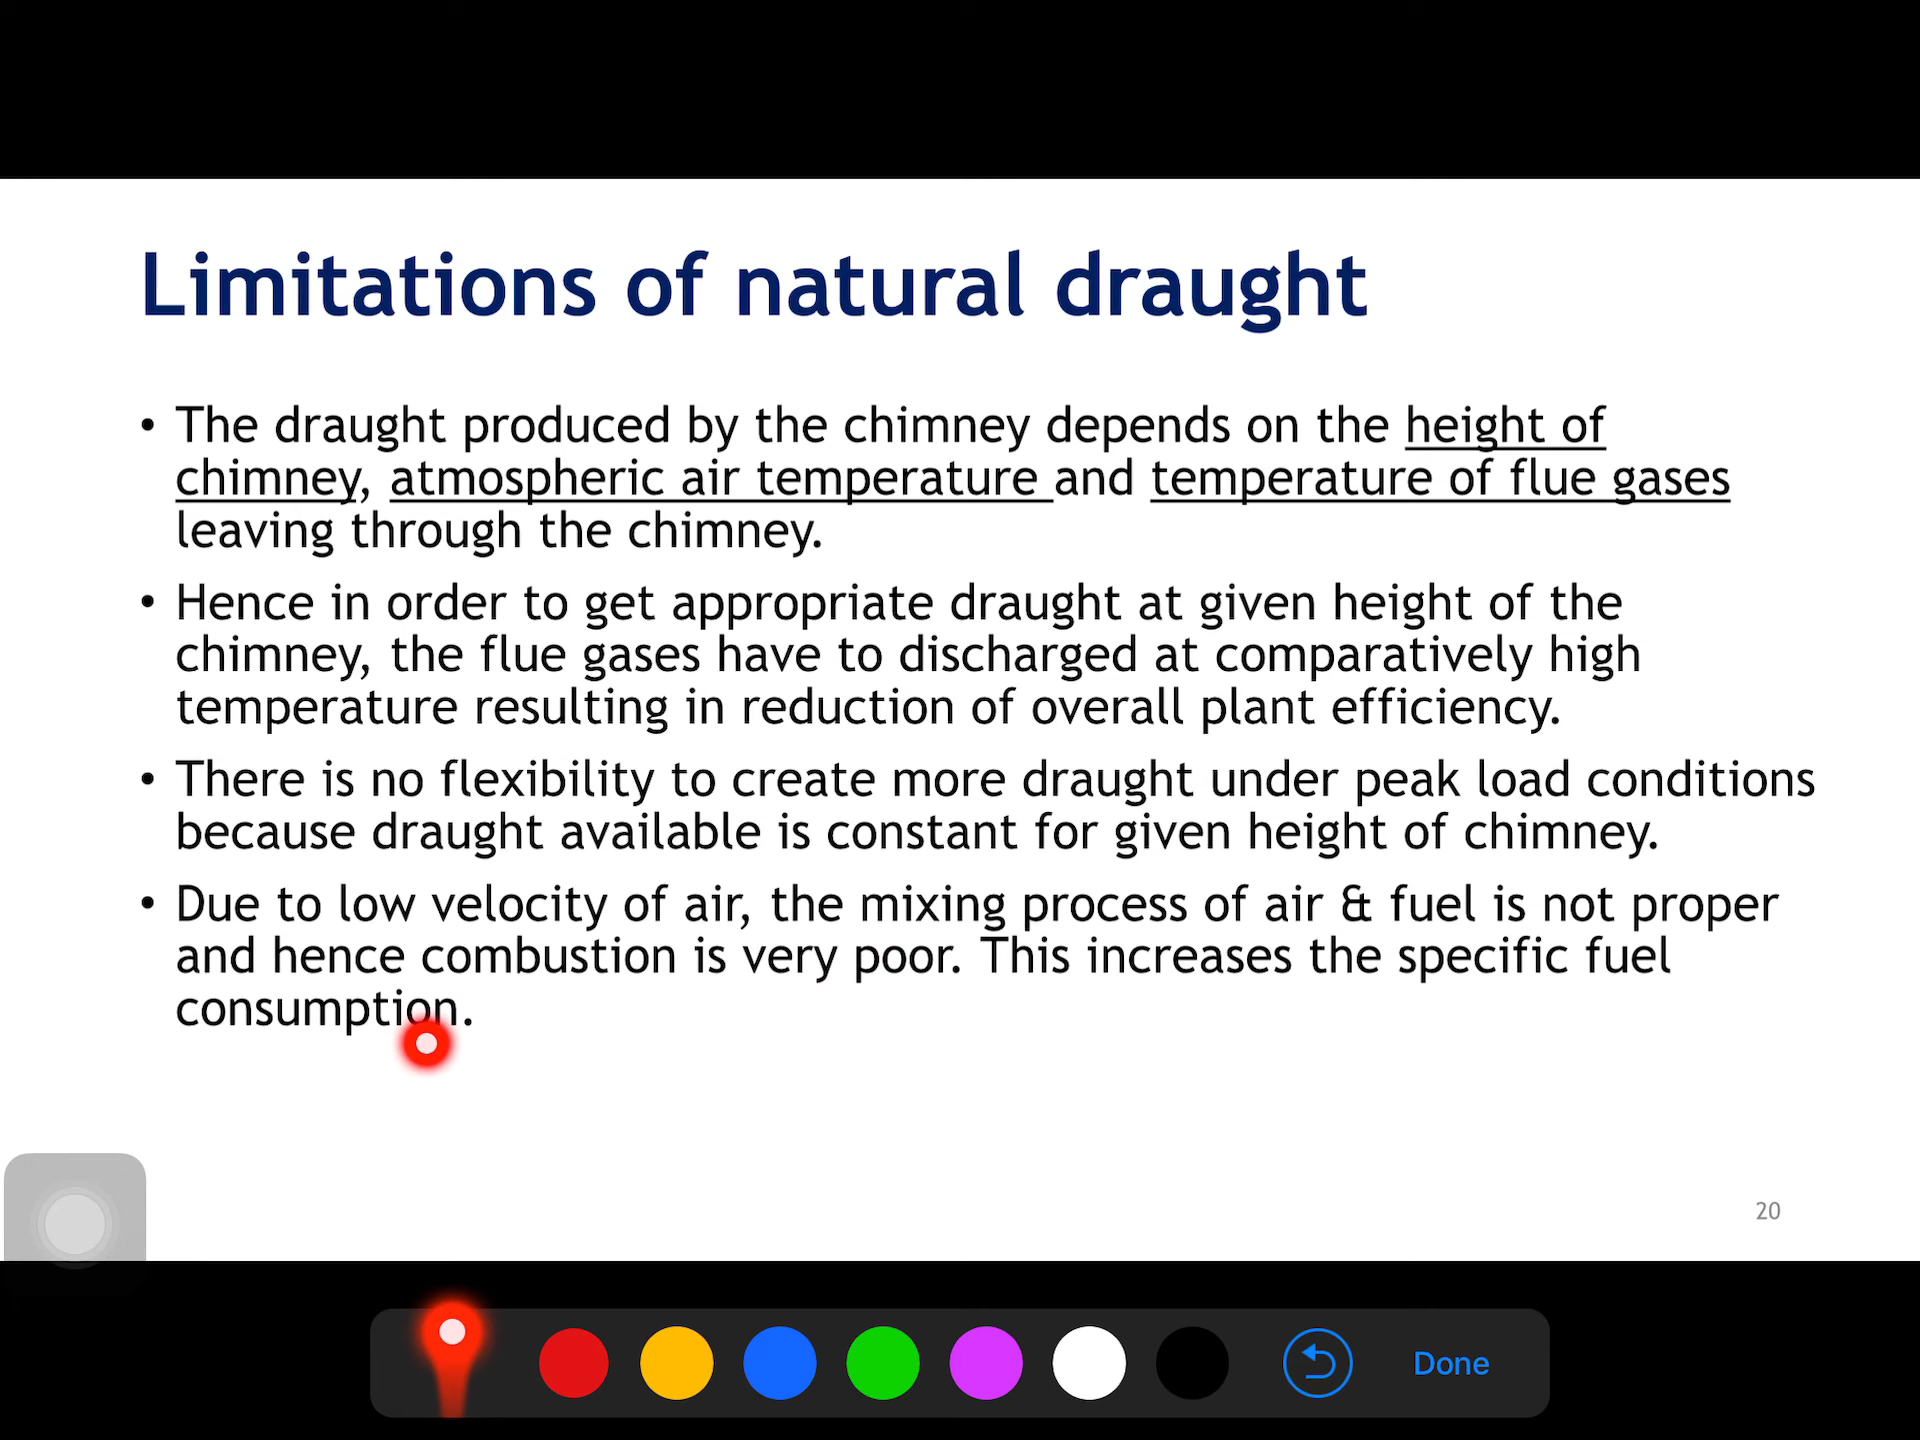 Limitations of natural draught
• The draught produced by the chimney depends on the height of
chimney, atmospheric air temperature and temperature of flue gases
leaving through the chimney.
• Hence in order to get appropriate draught at given height of the
chimney, the flue gases have to discharged at comparatively high
temperature resulting in reduction of overall plant efficiency.
• There is no flexibility to create more draught under peak load conditions
because draught available is constant for given height of chimney.
• Due to low velocity of air, the mixing process of air & fuel is not proper
and hence combustion is very poor. This increases the specific fuel
consumption.
20
Done